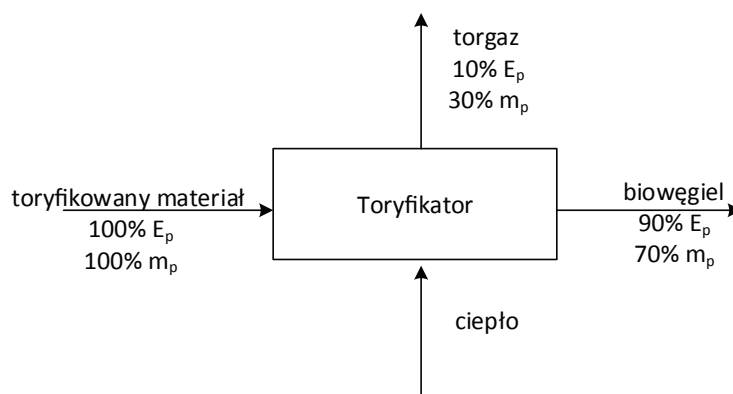 torgaz
10% Eₚ
30% mₚ
toryfikowany materiał
100% Eₚ
100% mₚ
Toryfikator
biowęgiel
90% Eₚ
70% mₚ
ciepło